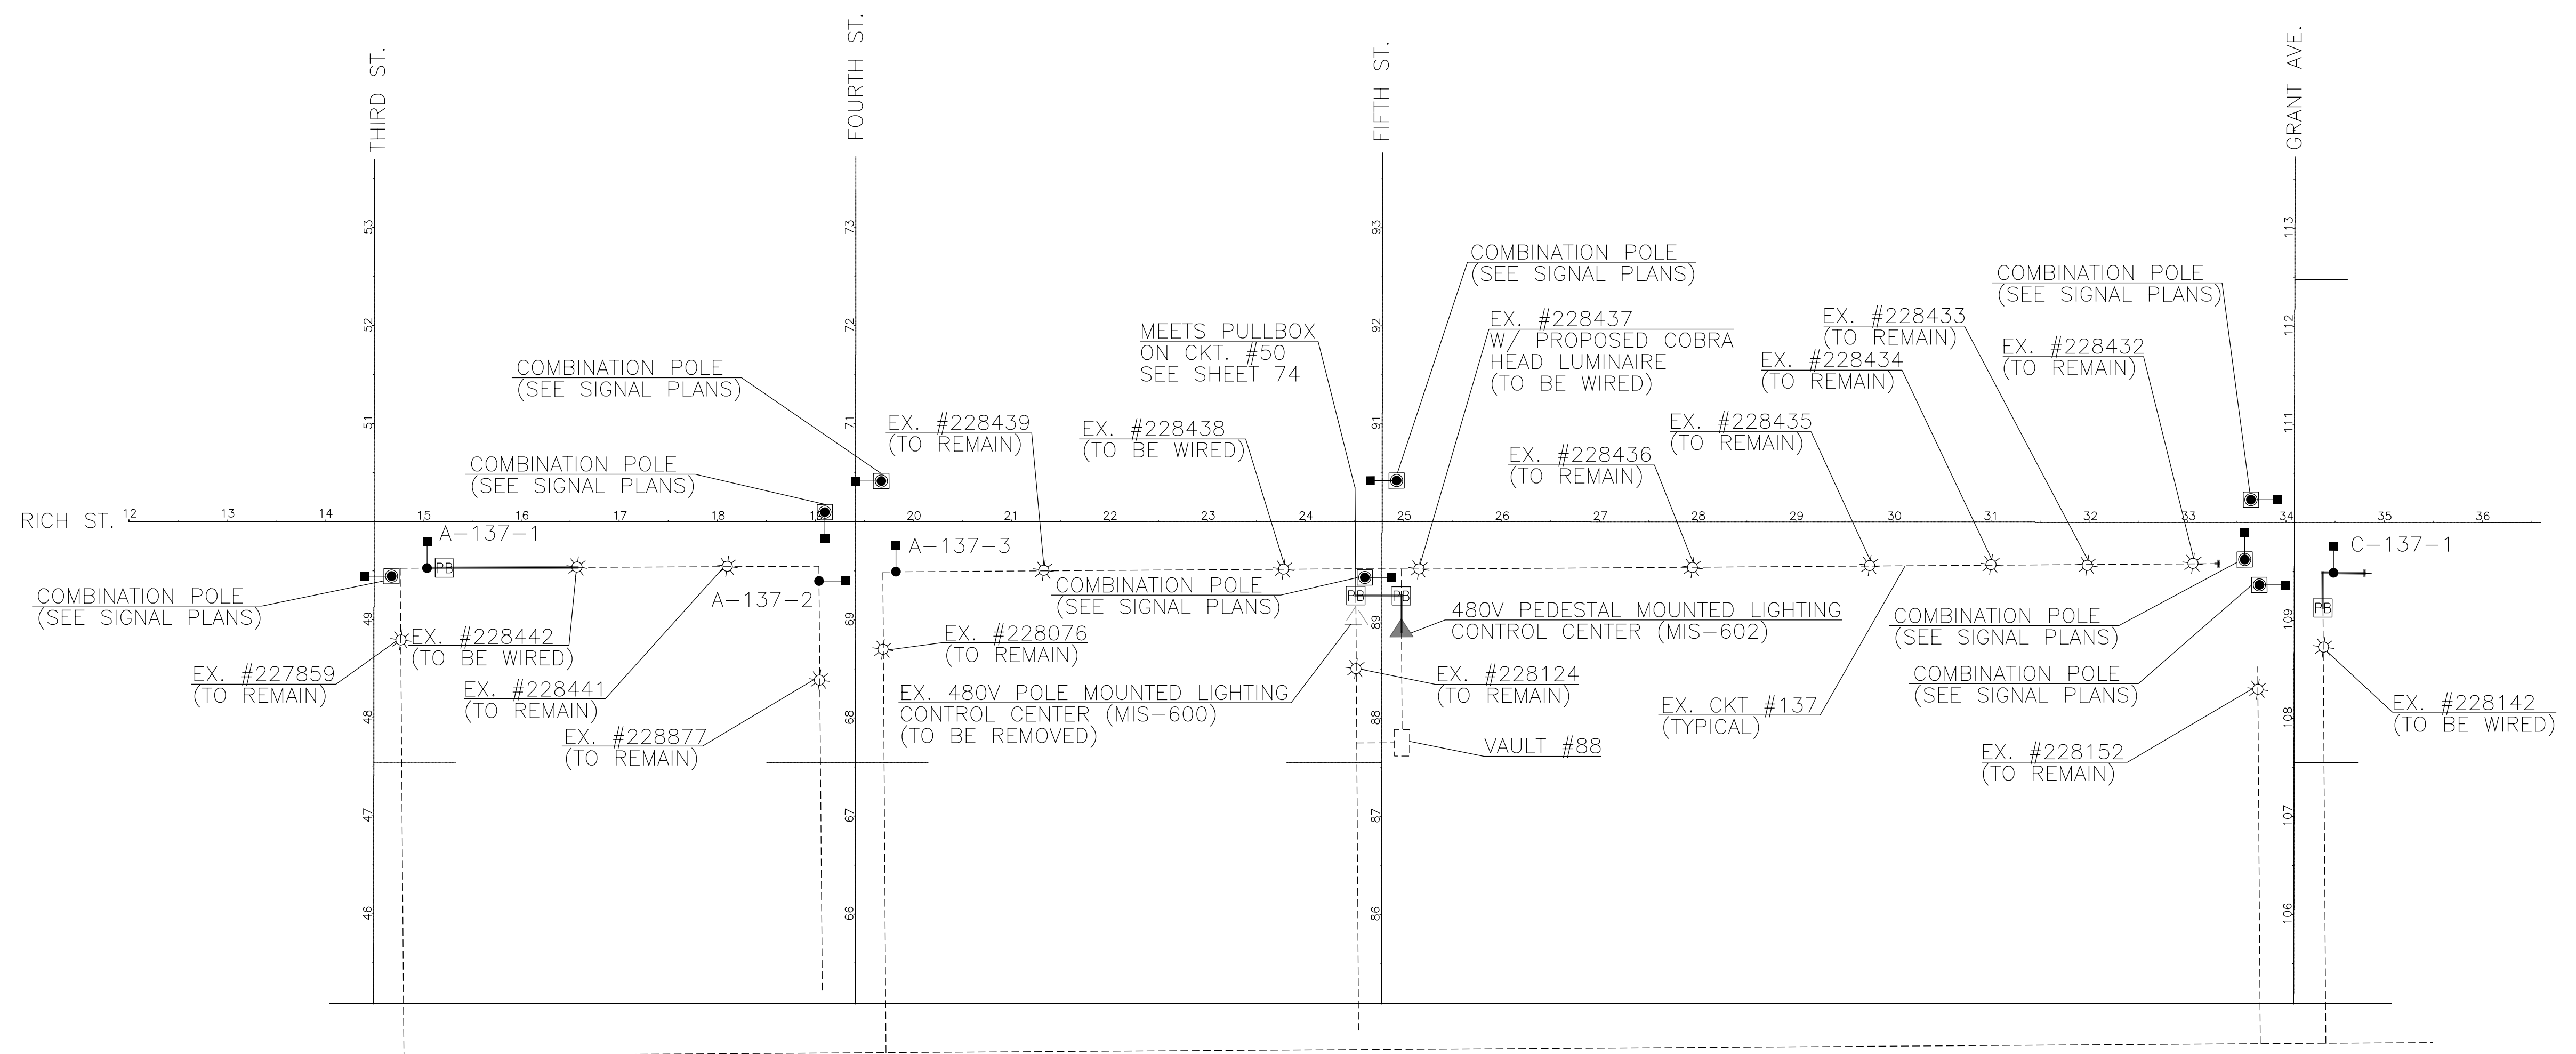 THIRD ST.
FOURTH ST.
FIFTH ST.
GRANT AVE.
53
73
93
113
COMBINATION POLE
(SEE SIGNAL PLANS)
COMBINATION POLE
(SEE SIGNAL PLANS)
52
72
92
112
MEETS PULLBOX
ON CKT. #50
SEE SHEET 74
EX. #228437
W/ PROPOSED COBRA
HEAD LUMINAIRE
(TO BE WIRED)
EX. #228433
(TO REMAIN)
EX. #228434
(TO REMAIN)
EX. #228432
(TO REMAIN)
COMBINATION POLE
(SEE SIGNAL PLANS)
51
71
91
111
EX. #228439
(TO REMAIN)
EX. #228438
(TO BE WIRED)
EX. #228435
(TO REMAIN)
EX. #228436
(TO REMAIN)
COMBINATION POLE
(SEE SIGNAL PLANS)
RICH ST.
12
13
14
15
16
17
18
19
20
21
22
23
24
25
26
27
28
29
30
31
32
33
34
35
36
A-137-1
A-137-3
C-137-1
PB
PB
PB
PB
COMBINATION POLE
(SEE SIGNAL PLANS)
A-137-2
COMBINATION POLE
(SEE SIGNAL PLANS)
480V PEDESTAL MOUNTED LIGHTING
CONTROL CENTER (MIS-602)
COMBINATION POLE
(SEE SIGNAL PLANS)
49
69
89
109
EX. #228442
(TO BE WIRED)
EX. #228076
(TO REMAIN)
EX. #227859
(TO REMAIN)
EX. #228441
(TO REMAIN)
EX. 480V POLE MOUNTED LIGHTING
CONTROL CENTER (MIS-600)
(TO BE REMOVED)
EX. #228124
(TO REMAIN)
EX. CKT #137
(TYPICAL)
COMBINATION POLE
(SEE SIGNAL PLANS)
EX. #228142
(TO BE WIRED)
48
68
88
108
EX. #228877
(TO REMAIN)
VAULT #88
EX. #228152
(TO REMAIN)
47
67
87
107
46
66
86
106